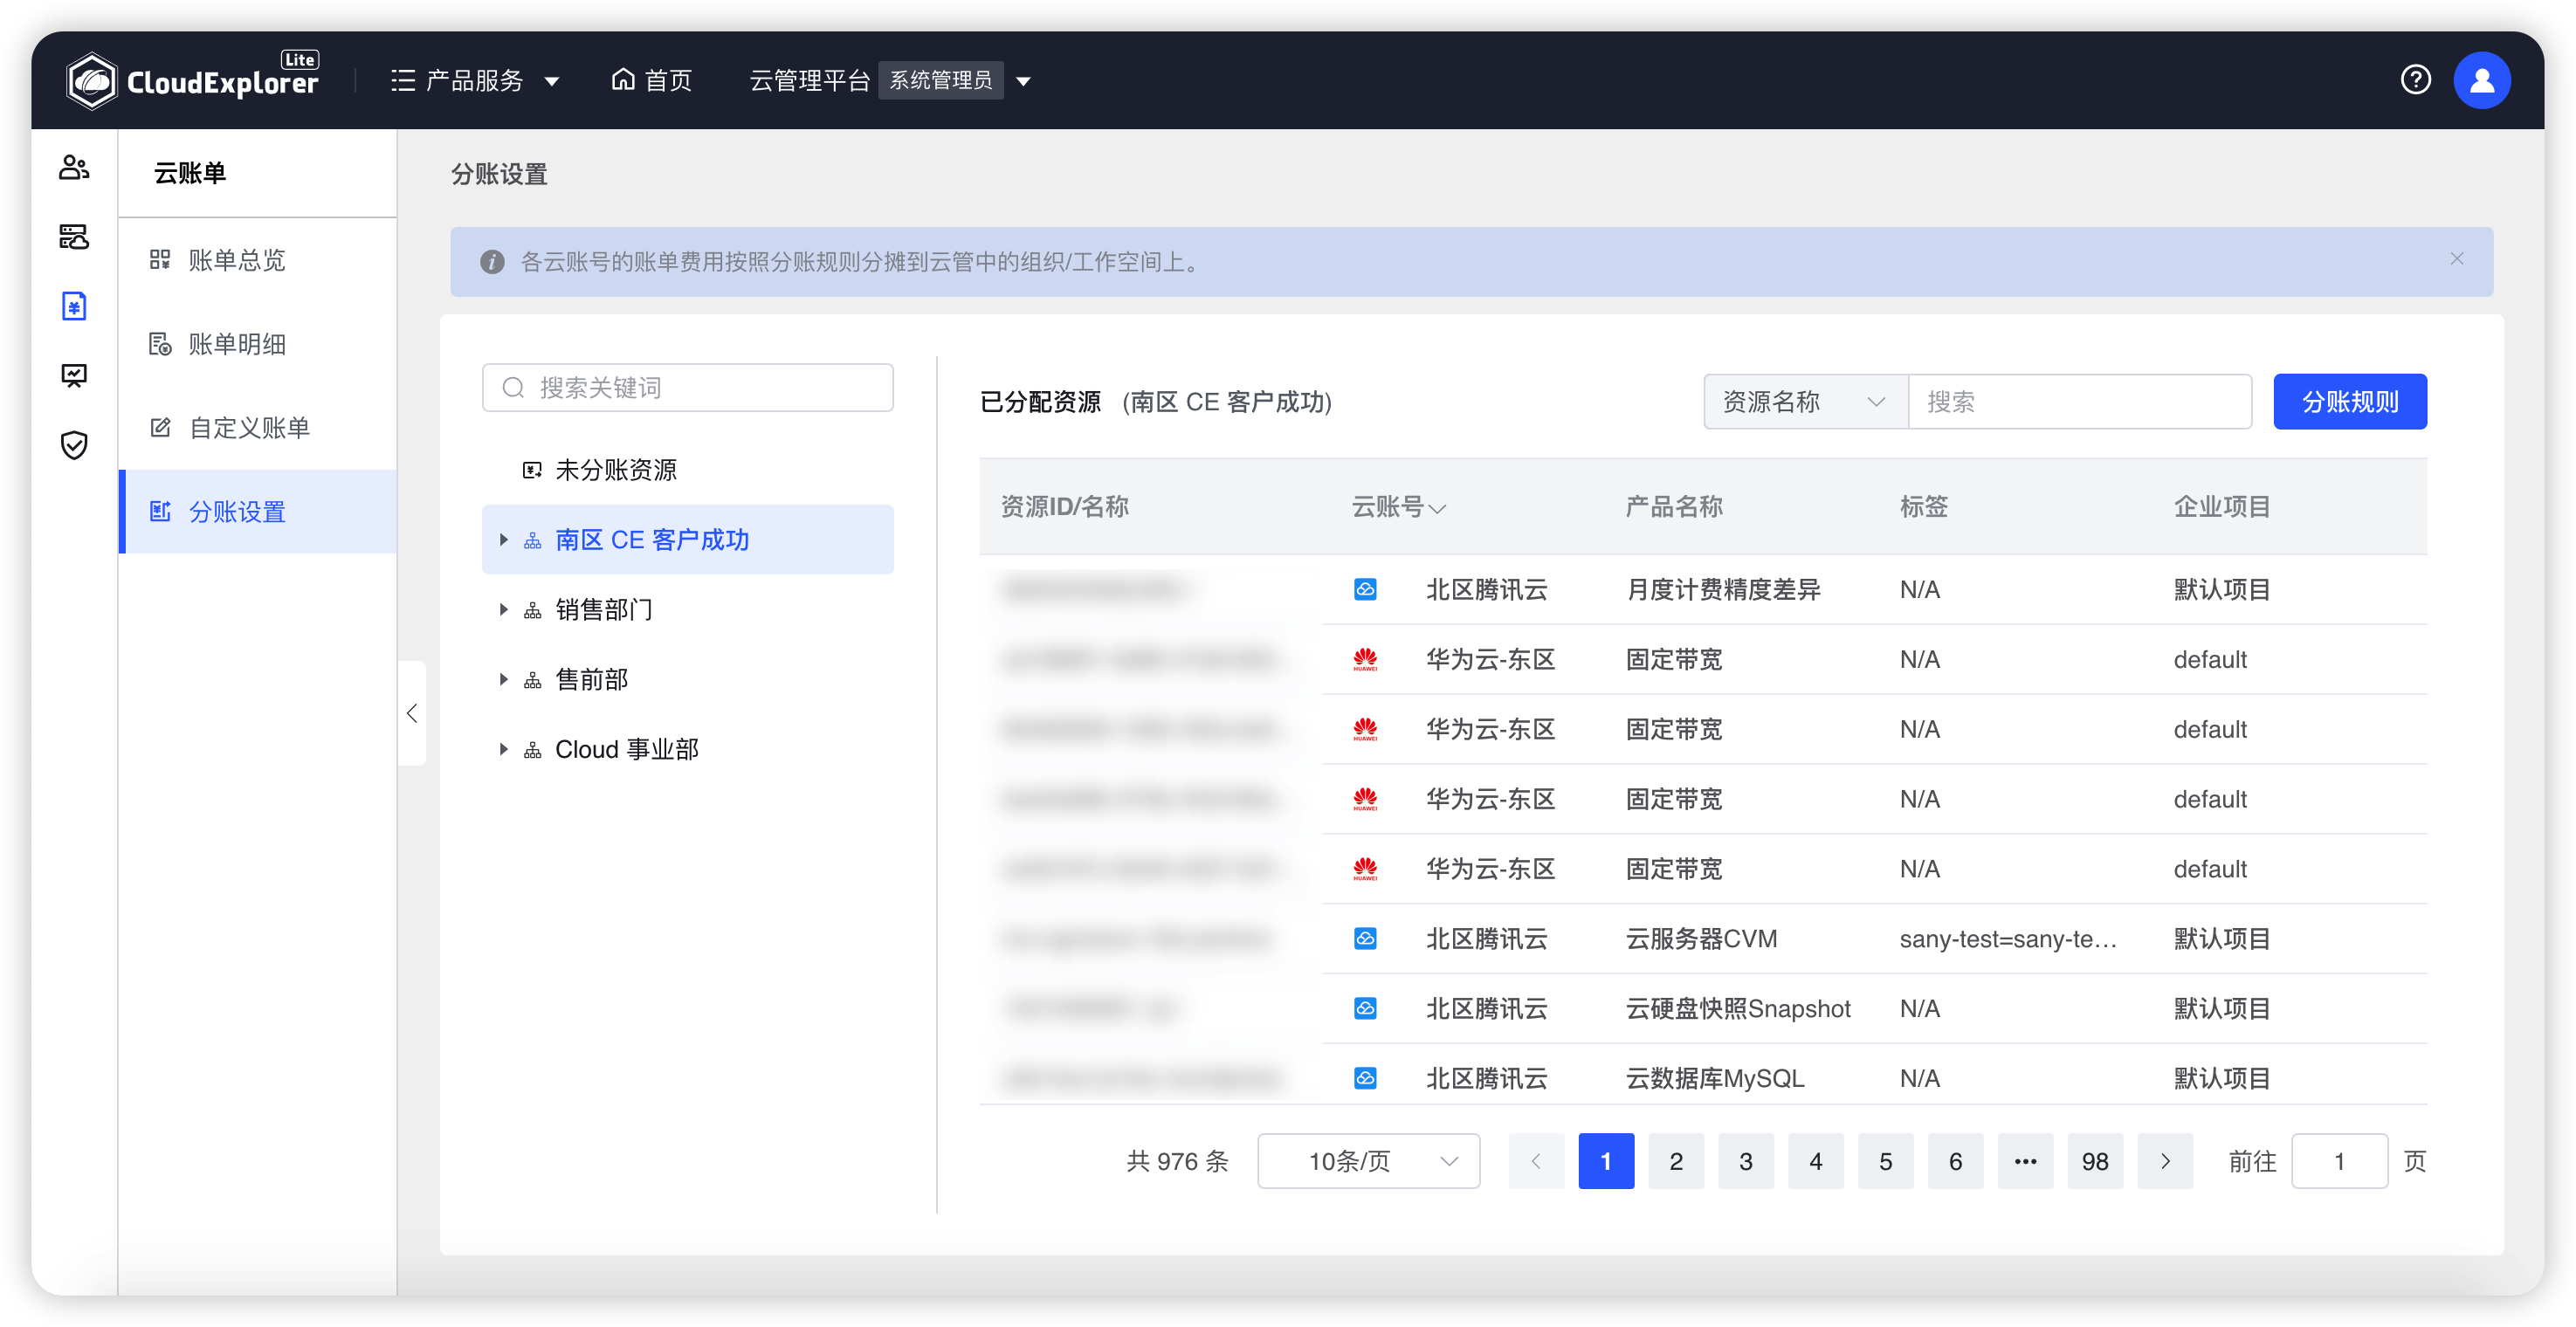 CloudExplorer Lite
产品服务
首页
云管理平台 系统管理员
云账单
账单总览
账单明细
自定义账单
分账设置
分账设置
各云账号的账单费用按照分账规则分摊到云管中的组织/工作空间上。
搜索关键词
未分账资源
南区 CE 客户成功
销售部门
售前部
Cloud 事业部
已分配资源 (南区 CE 客户成功)
资源名称 搜索 分账规则
资源ID/名称 云账号 产品名称 标签 企业项目
北区腾讯云 月度计费精度差异 N/A 默认项目
HUAWEI 华为云-东区 固定带宽 N/A default
HUAWEI 华为云-东区 固定带宽 N/A default
HUAWEI 华为云-东区 固定带宽 N/A default
HUAWEI 华为云-东区 固定带宽 N/A default
北区腾讯云 云服务器CVM sany-test=sany-te... 默认项目
北区腾讯云 云硬盘快照Snapshot N/A 默认项目
北区腾讯云 云数据库MySQL N/A 默认项目
共 976 条 10条/页 1 2 3 4 5 6 ••• 98 前往 1 页